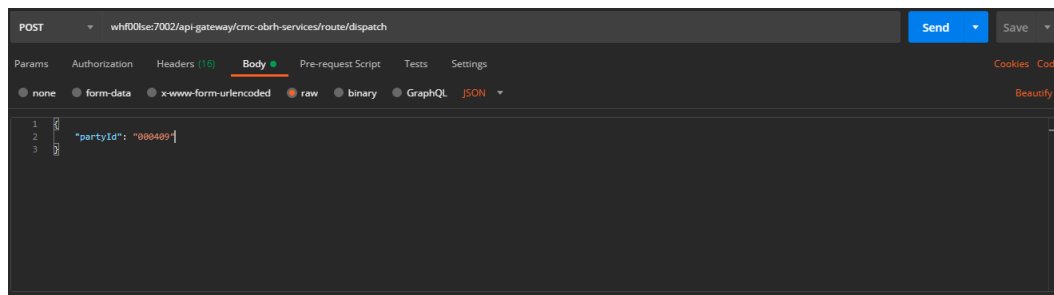 POST whf00lse:7002/api-gateway/cmc-obrh-services/route/dispatch Send Save
Params Authorization Headers (16) Body Pre-request Script Tests Settings Cookies Cod
none form-data x-www-form-urlencoded raw binary GraphQL JSON Beautify
1 {
2 "partyId": "000409"
3 }